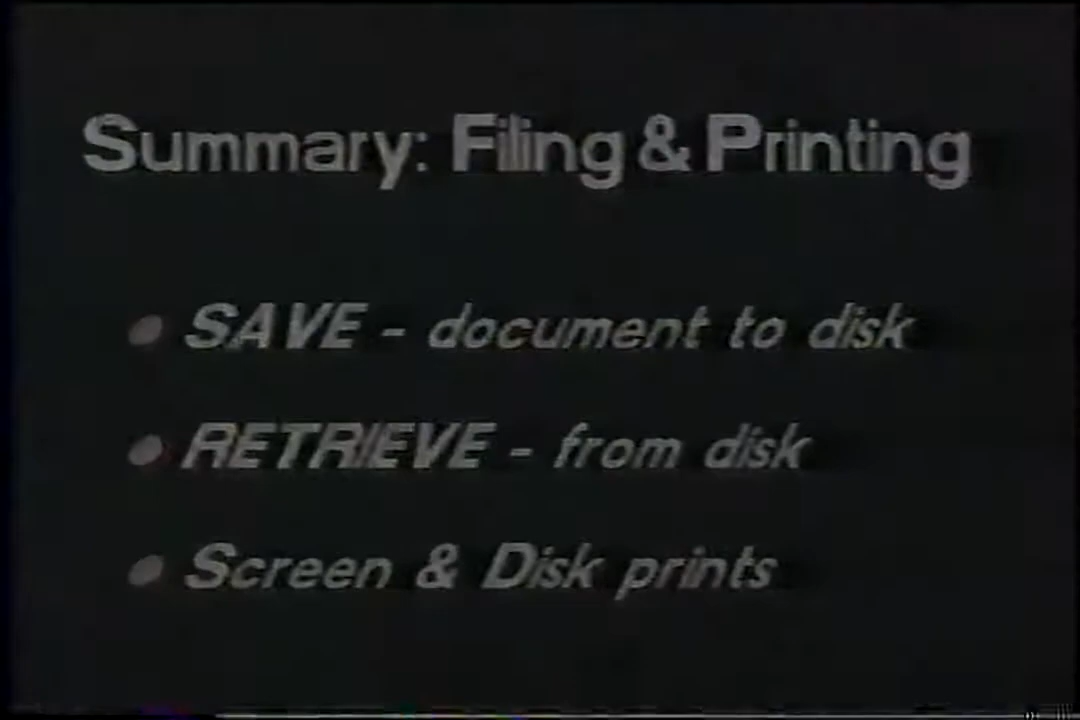 Summary: Filing & Printing
• SAVE - document to disk
• RETRIEVE - from disk
• Screen & Disk prints